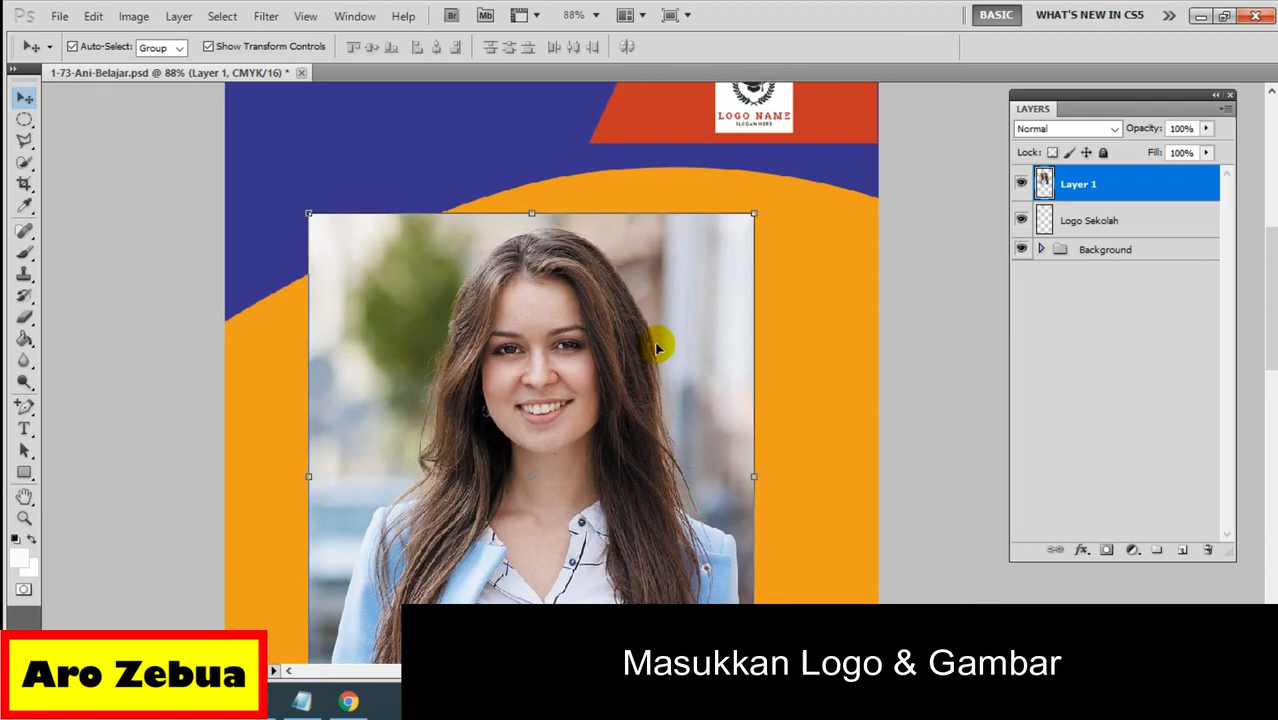 Ps File Edit Image Layer Select Filter View Window Help Br Mb 88% BASIC WHAT'S NEW IN CS5
Auto-Select: Group Show Transform Controls
1-73-Ani-Belajar.psd @ 88% (Layer 1, CMYK/16) *
LOGO NAME
SLOGAN HERE
LAYERS
Normal Opacity: 100%
Lock: Fill: 100%
Layer 1
Logo Sekolah
Background
fx
Aro Zebua
Masukkan Logo & Gambar